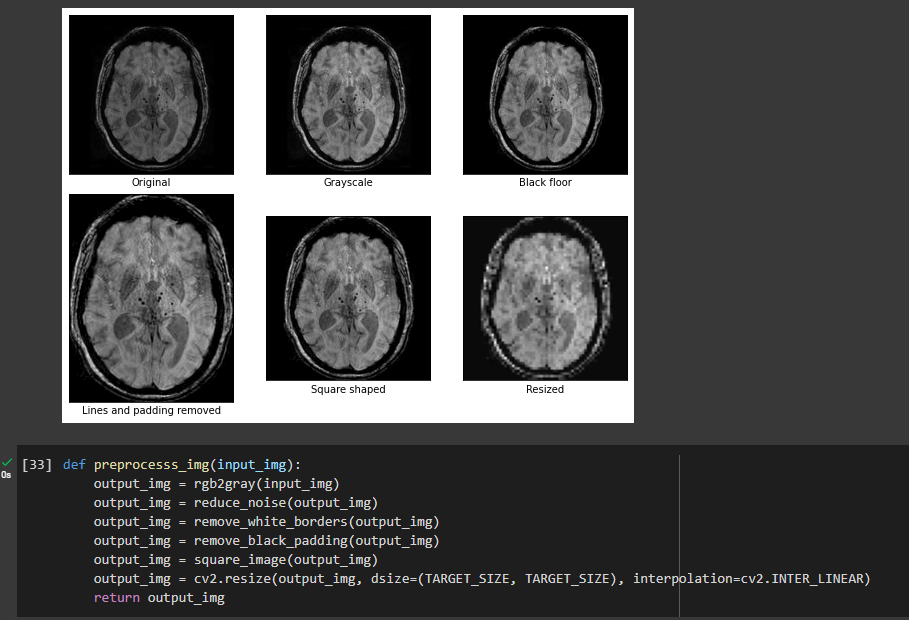 Original
Grayscale
Black floor
Lines and padding removed
Square shaped
Resized
0s
[33] def preprocesss_img(input_img):
output_img = rgb2gray(input_img)
output_img = reduce_noise(output_img)
output_img = remove_white_borders(output_img)
output_img = remove_black_padding(output_img)
output_img = square_image(output_img)
output_img = cv2.resize(output_img, dsize=(TARGET_SIZE, TARGET_SIZE), interpolation=cv2.INTER_LINEAR)
return output_img